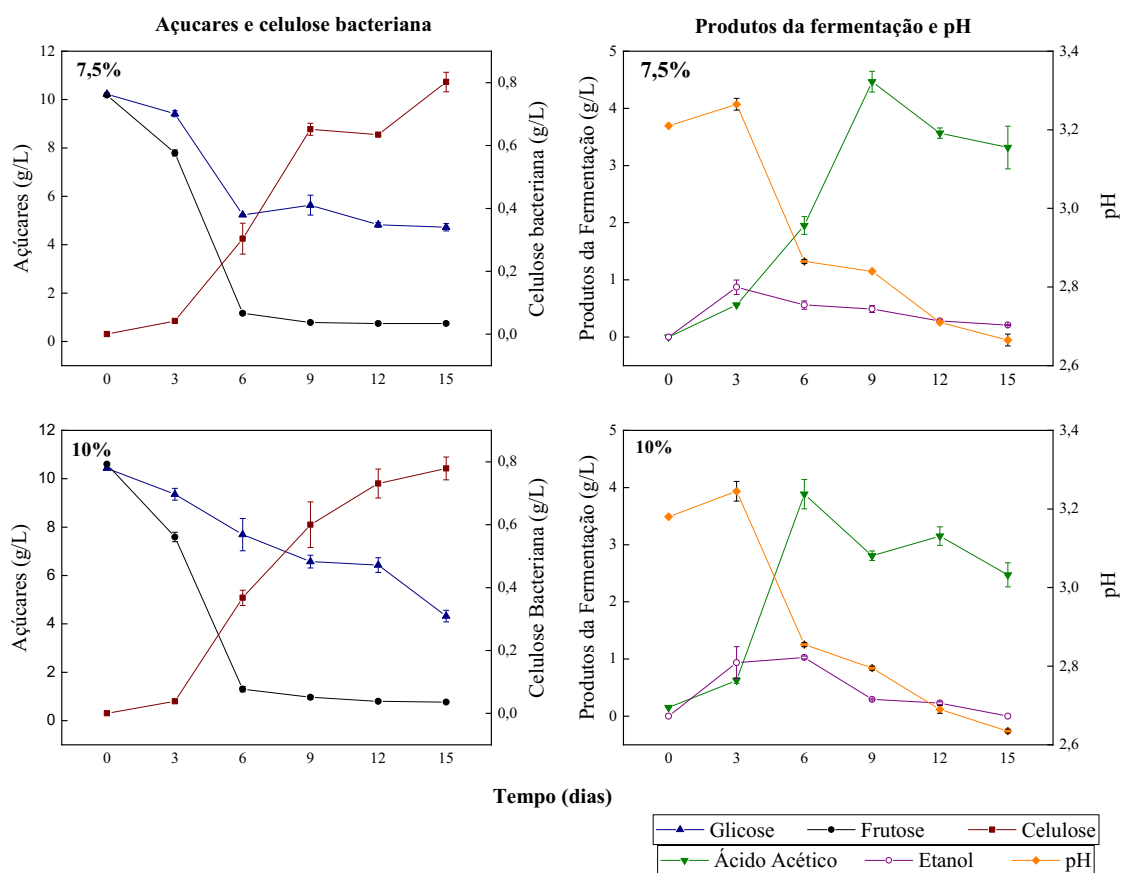 Açucares e celulose bacteriana
Produtos da fermentação e pH
7,5%
Açúcares (g/L)
12
10
8
6
4
2
0
0 3 6 9 12 15
0,8
0,6
0,4
0,2
0,0
Celulose bacteriana (g/L)
7,5%
Produtos da Fermentação (g/L)
5
4
3
2
1
0
0 3 6 9 12 15
3,4
3,2
3,0
2,8
2,6
pH
10%
Açúcares (g/L)
12
10
8
6
4
2
0
0 3 6 9 12 15
0,8
0,6
0,4
0,2
0,0
Celulose Bacteriana (g/L)
10%
Produtos da Fermentação (g/L)
5
4
3
2
1
0
0 3 6 9 12 15
3,4
3,2
3,0
2,8
2,6
pH
Tempo (dias)
Glicose Frutose Celulose
Ácido Acético Etanol pH